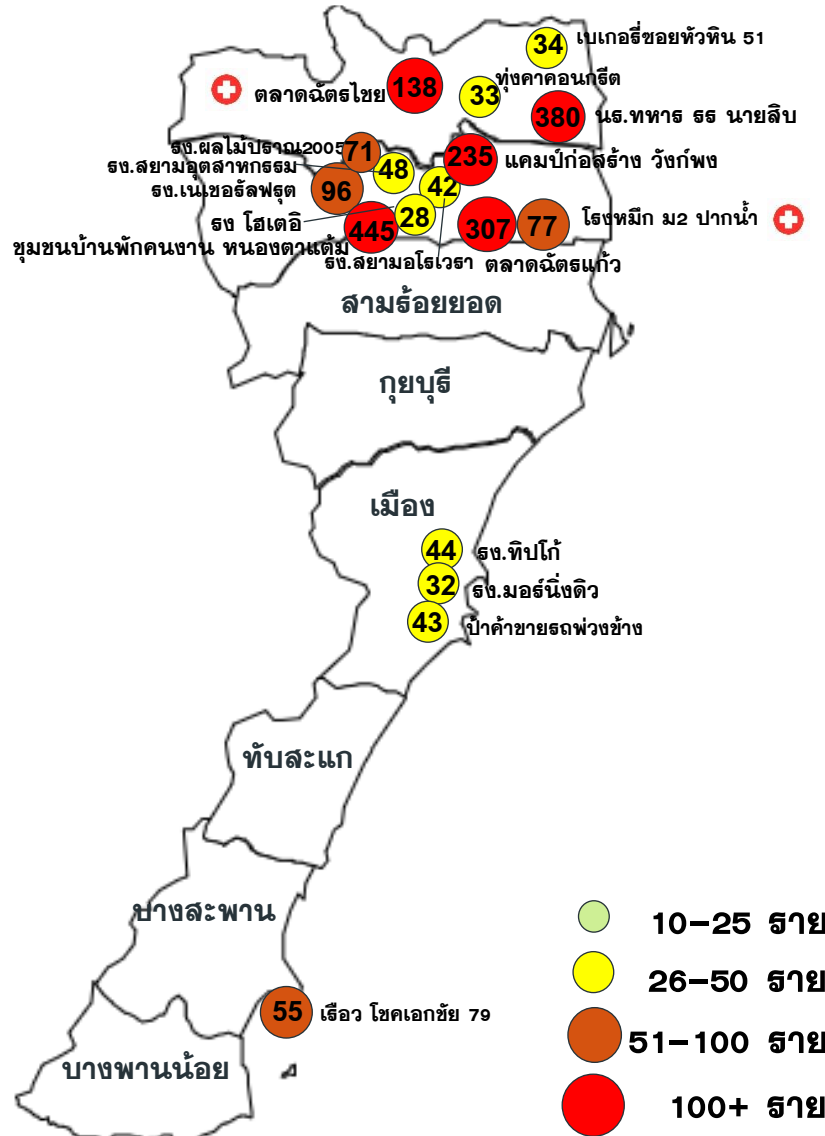 34
เบเกอรี่ซอยหัวหิน 51
ตลาดฉัตรไชย
138
33
ทุ่งคาคอนกรีต
380
นร.ทหาร รร นายสิบ
รง.ผลไม้ปราณ2005
71
รง.สยามอุตสาหกรรม
48
235
แคมป์ก่อสร้าง วังก์พง
รง.เนเชอรัลฟรุต
96
42
รง โฮเตอิ
28
307
77
โรงหมึก ม2 ปากน้ำ
ชุมชนบ้านพักคนงาน หนองตาแต้ม
445
รง.สยามอโรเวรา
ตลาดฉัตรแก้ว
สามร้อยยอด
กุยบุรี
เมือง
44
รง.ทิปโก้
32
รง.มอร์นิ่งดิว
43
ป้าค้าขายรถพ่วงข้าง
ทับสะแก
บางสะพาน
55
เรือว โชคเอกชัย 79
บางพานน้อย
10-25 ราย
26-50 ราย
51-100 ราย
100+ ราย